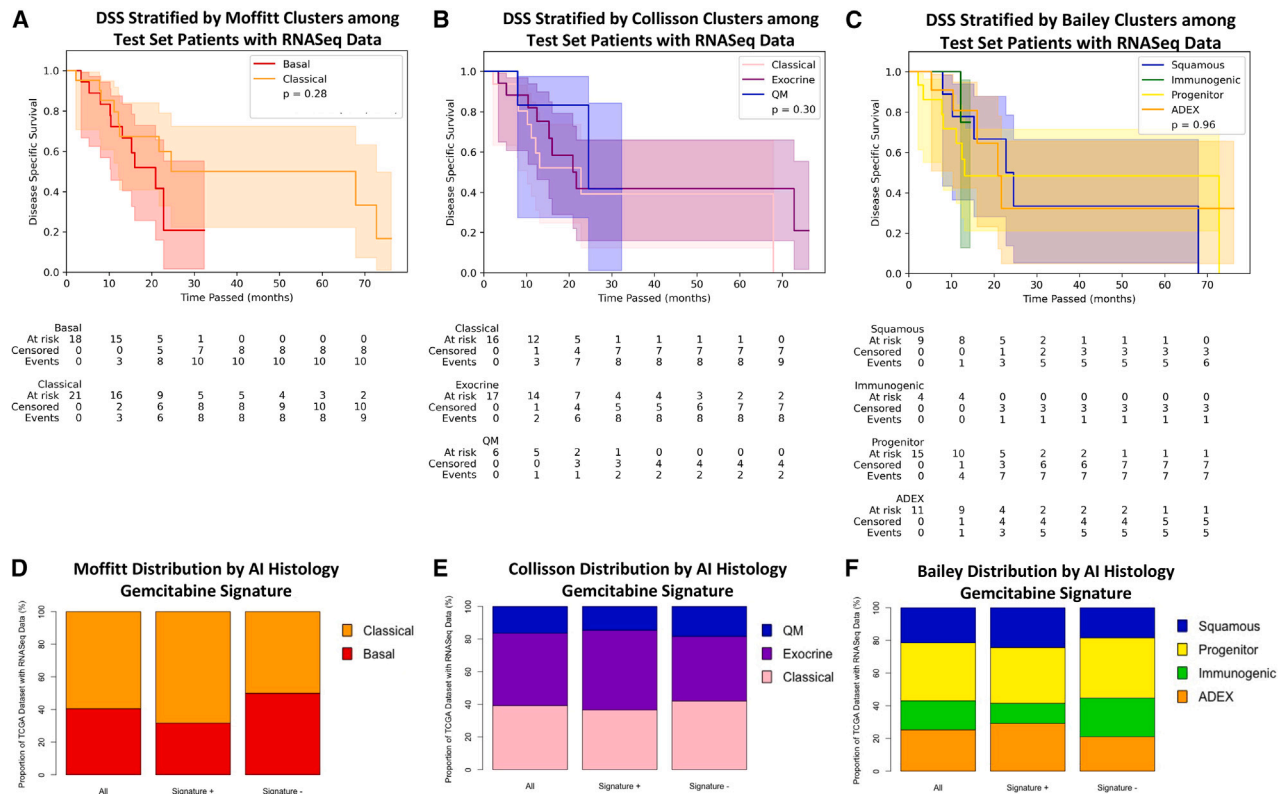 A
DSS Stratified by Moffitt Clusters among
Test Set Patients with RNASeq Data
Disease Specific Survival
1.0
0.8
0.6
0.4
0.2
0.0
Basal
Classical
p = 0.28
0 10 20 30 40 50 60 70
Time Passed (months)
Basal
At risk 18 15 5 1 0 0 0 0
Censored 0 0 5 7 8 8 8 8
Events 0 3 8 10 10 10 10 10
Classical
At risk 21 16 9 5 5 4 3 2
Censored 0 2 6 8 8 9 10 10
Events 0 3 6 8 8 8 8 9
B
DSS Stratified by Collisson Clusters among
Test Set Patients with RNASeq Data
Disease Specific Survival
1.0
0.8
0.6
0.4
0.2
0.0
Classical
Exocrine
QM
p = 0.30
0 10 20 30 40 50 60 70
Time Passed (months)
Classical
At risk 16 12 5 1 1 1 1 0
Censored 0 1 4 7 7 7 7 7
Events 0 3 7 8 8 8 8 9
Exocrine
At risk 17 14 7 4 4 3 2 2
Censored 0 1 4 5 5 6 7 7
Events 0 2 6 8 8 8 8 8
QM
At risk 6 5 2 1 0 0 0 0
Censored 0 0 3 3 4 4 4 4
Events 0 1 1 2 2 2 2 2
C
DSS Stratified by Bailey Clusters among
Test Set Patients with RNASeq Data
Disease Specific Survival
1.0
0.8
0.6
0.4
0.2
0.0
Squamous
Immunogenic
Progenitor
ADEX
p = 0.96
0 10 20 30 40 50 60 70
Time Passed (months)
Squamous
At risk 9 8 5 2 1 1 1 0
Censored 0 0 1 2 3 3 3 3
Events 0 1 3 5 5 5 5 6
Immunogenic
At risk 4 4 0 0 0 0 0 0
Censored 0 0 3 3 3 3 3 3
Events 0 0 1 1 1 1 1 1
Progenitor
At risk 15 10 5 2 2 1 1 1
Censored 0 1 3 6 6 7 7 7
Events 0 4 7 7 7 7 7 7
ADEX
At risk 11 9 4 2 2 2 1 1
Censored 0 1 4 4 4 4 5 5
Events 0 1 3 5 5 5 5 5
D
Moffitt Distribution by AI Histology
Gemcitabine Signature
Proportion of TCGA Dataset with RNASeq Data (%)
100
80
60
40
20
0
Classical
Basal
All Signature + Signature -
E
Collisson Distribution by AI Histology
Gemcitabine Signature
Proportion of TCGA Dataset with RNASeq Data (%)
100
80
60
40
20
0
QM
Exocrine
Classical
All Signature + Signature -
F
Bailey Distribution by AI Histology
Gemcitabine Signature
Proportion of TCGA Dataset with RNASeq Data (%)
100
80
60
40
20
0
Squamous
Progenitor
Immunogenic
ADEX
All Signature + Signature -